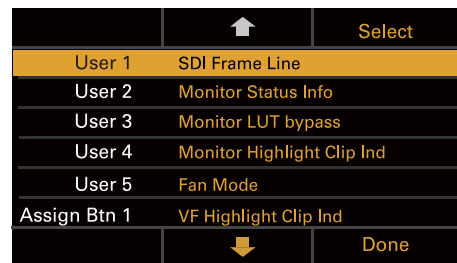 Select
User 1 SDI Frame Line
User 2 Monitor Status Info
User 3 Monitor LUT bypass
User 4 Monitor Highlight Clip Ind
User 5 Fan Mode
Assign Btn 1 VF Highlight Clip Ind
Done